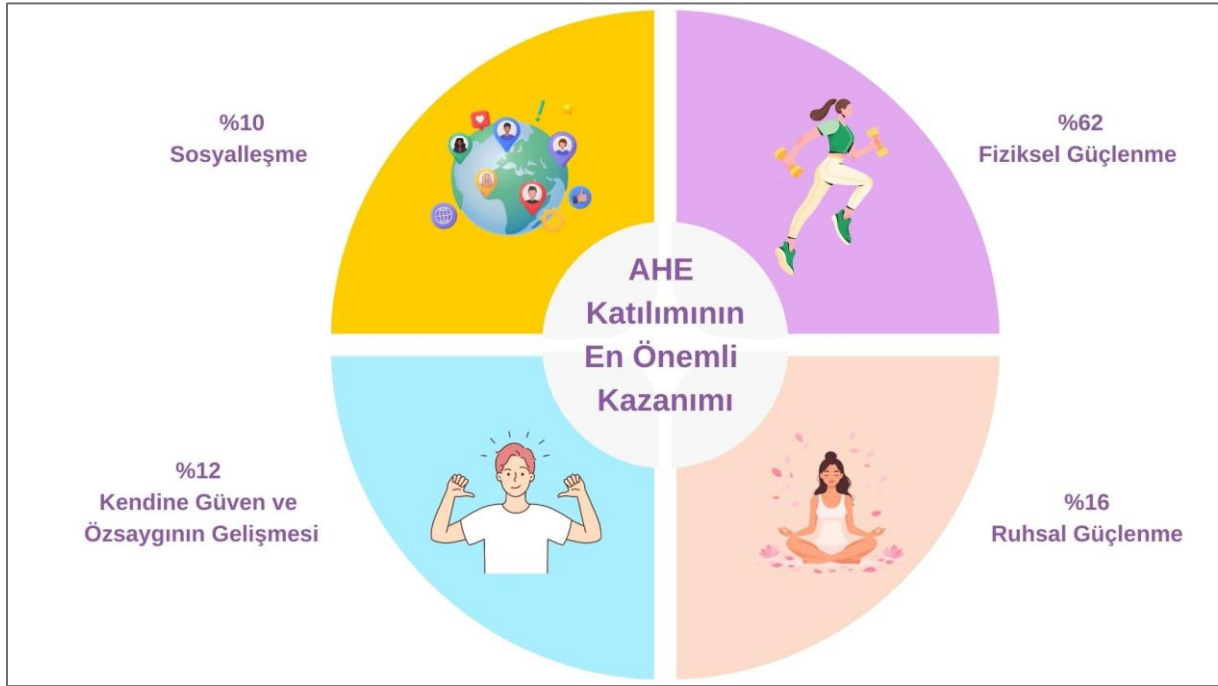 %10
Sosyalleşme
%62
Fiziksel Güçlenme
AHE
Katılımının
En Önemli
Kazanımı
%12
Kendine Güven ve
Özsaygının Gelişmesi
%16
Ruhsal Güçlenme